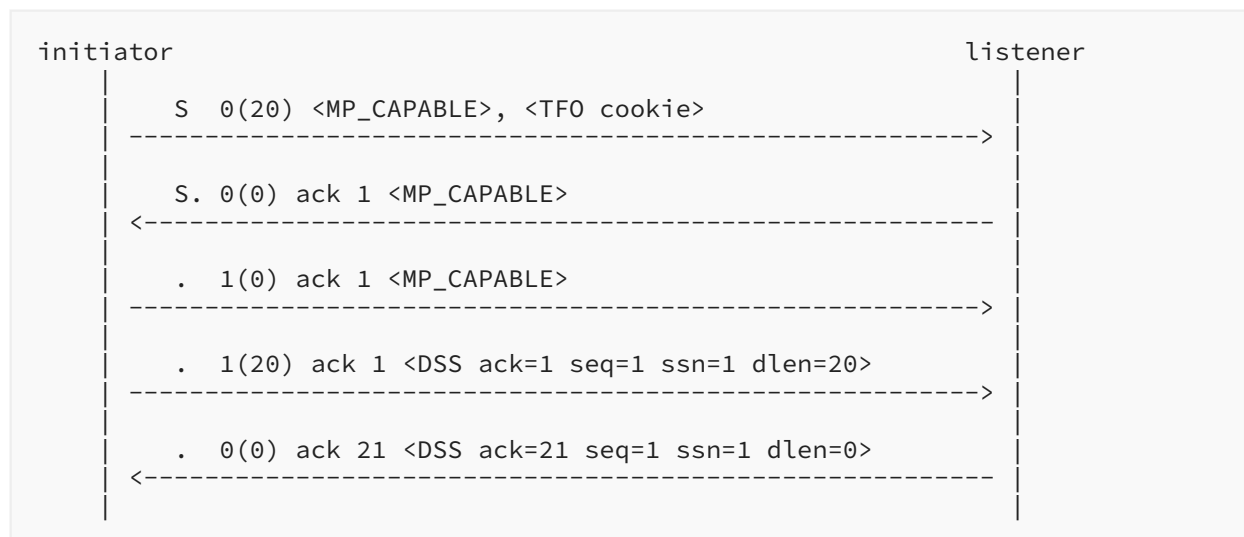 initiator listener
S 0(20) <MP_CAPABLE>, <TFO cookie>
S. 0(0) ack 1 <MP_CAPABLE>
. 1(0) ack 1 <MP_CAPABLE>
. 1(20) ack 1 <DSS ack=1 seq=1 ssn=1 dlen=20>
. 0(0) ack 21 <DSS ack=21 seq=1 ssn=1 dlen=0>